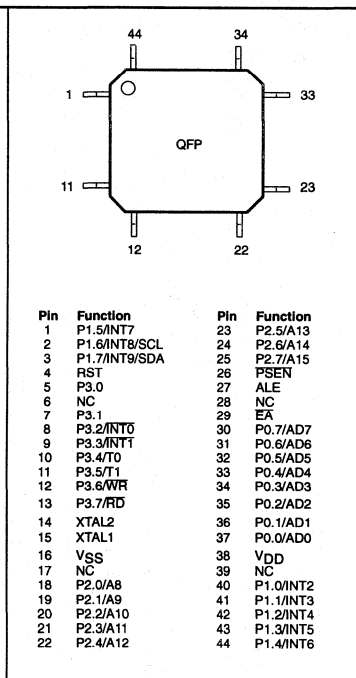 44 34
1 33
QFP
11 23
12 22
Pin Function Pin Function
1 P1.5/INT7 23 P2.5/A13
2 P1.6/INT8/SCL 24 P2.6/A14
3 P1.7/INT9/SDA 25 P2.7/A15
4 RST 26 P̅S̅E̅N̅
5 P3.0 27 ALE
6 NC 28 NC
7 P3.1 29 E̅A̅
8 P3.2/I̅N̅T̅0̅ 30 P0.7/AD7
9 P3.3/I̅N̅T̅1̅ 31 P0.6/AD6
10 P3.4/T0 32 P0.5/AD5
11 P3.5/T1 33 P0.4/AD4
12 P3.6/W̅R̅ 34 P0.3/AD3
13 P3.7/R̅D̅ 35 P0.2/AD2
14 XTAL2 36 P0.1/AD1
15 XTAL1 37 P0.0/AD0
16 VSS 38 VDD
17 NC 39 NC
18 P2.0/A8 40 P1.0/INT2
19 P2.1/A9 41 P1.1/INT3
20 P2.2/A10 42 P1.2/INT4
21 P2.3/A11 43 P1.3/INT5
22 P2.4/A12 44 P1.4/INT6